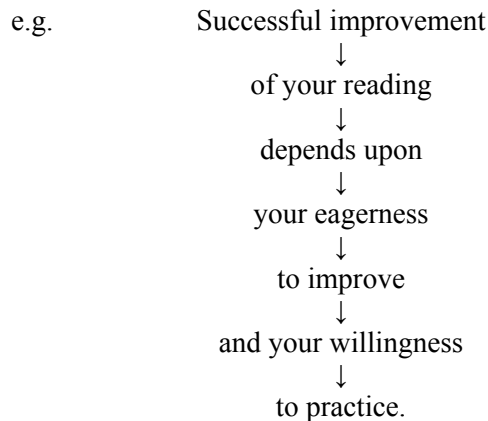 e.g. Successful improvement
↓
of your reading
↓
depends upon
↓
your eagerness
↓
to improve
↓
and your willingness
↓
to practice.